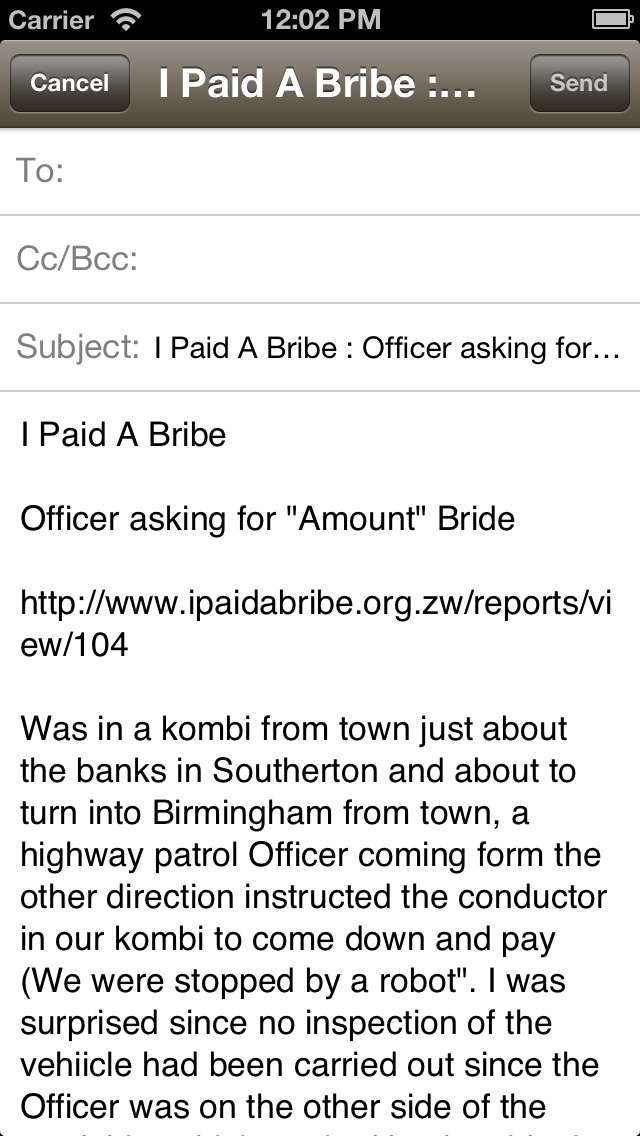 Carrier 12:02 PM
Cancel I Paid A Bribe :... Send
To:
Cc/Bcc:
Subject: I Paid A Bribe : Officer asking for...
I Paid A Bribe
Officer asking for "Amount" Bride
http://www.ipaidabribe.org.zw/reports/vi
ew/104
Was in a kombi from town just about
the banks in Southerton and about to
turn into Birmingham from town, a
highway patrol Officer coming form the
other direction instructed the conductor
in our kombi to come down and pay
(We were stopped by a robot". I was
surprised since no inspection of the
vehiicle had been carried out since the
Officer was on the other side of the